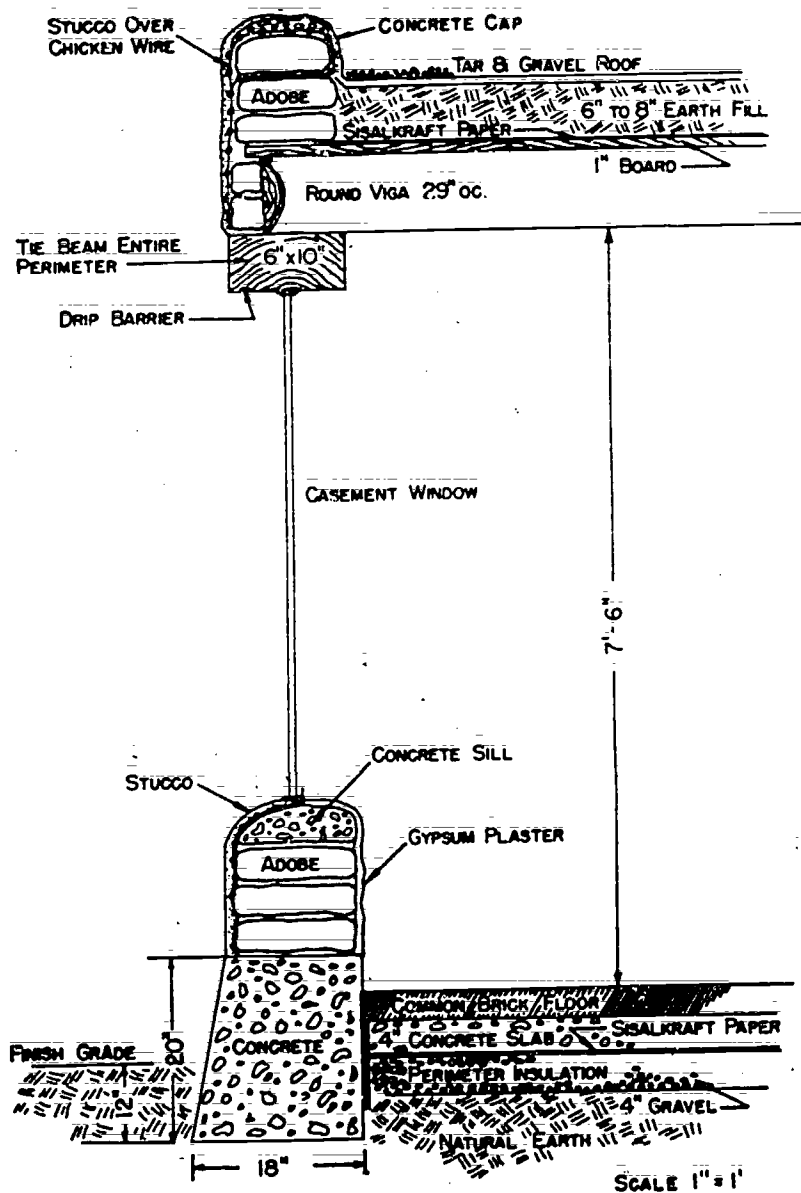 STUCCO OVER
CHICKEN WIRE
CONCRETE CAP
TAR & GRAVEL ROOF
ADOBE
6" TO 8" EARTH FILL
SISALKRAFT PAPER
1" BOARD
ROUND VIGA 29" OC.
TIE BEAM ENTIRE
PERIMETER
6" x 10"
DRIP BARRIER
CASEMENT WINDOW
7'-6"
CONCRETE SILL
STUCCO
GYPSUM PLASTER
ADOBE
COMMON BRICK FLOOR
4" CONCRETE SLAB
SISALKRAFT PAPER
CONCRETE
20"
FINISH GRADE
12"
PERIMETER INSULATION
4" GRAVEL
NATURAL EARTH
18"
SCALE 1" = 1'